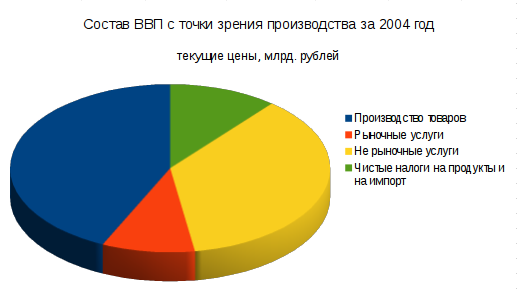 Состав ВВП с точки зрения производства за 2004 год
текущие цены, млрд. рублей
Производство товаров
Рыночные услуги
Не рыночные услуги
Чистые налоги на продукты и
на импорт